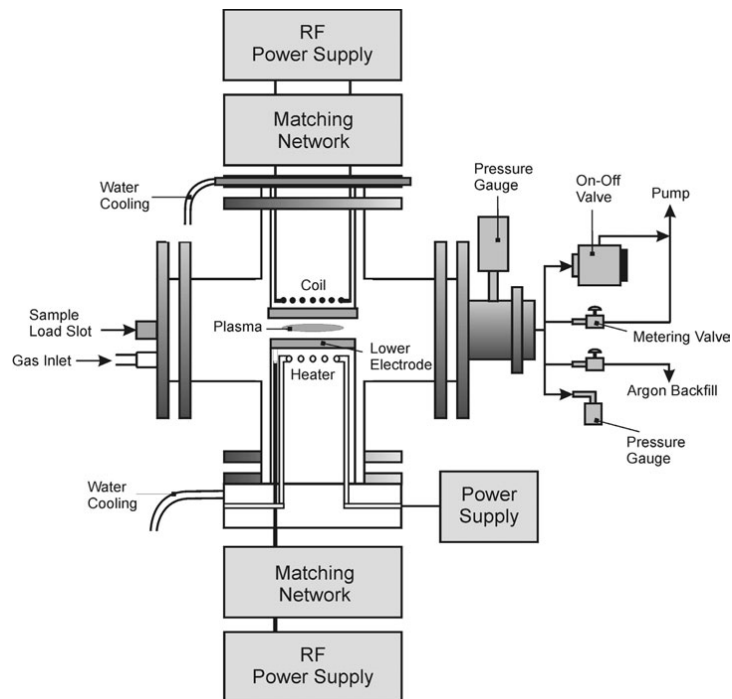 RF
Power Supply
Matching
Network
Water
Cooling
Pressure
Gauge
On-Off
Valve
Pump
Coil
Sample
Load Slot
Plasma
Metering Valve
Gas Inlet
Lower
Electrode
Heater
Argon Backfill
Pressure
Gauge
Water
Cooling
Power
Supply
Matching
Network
RF
Power Supply